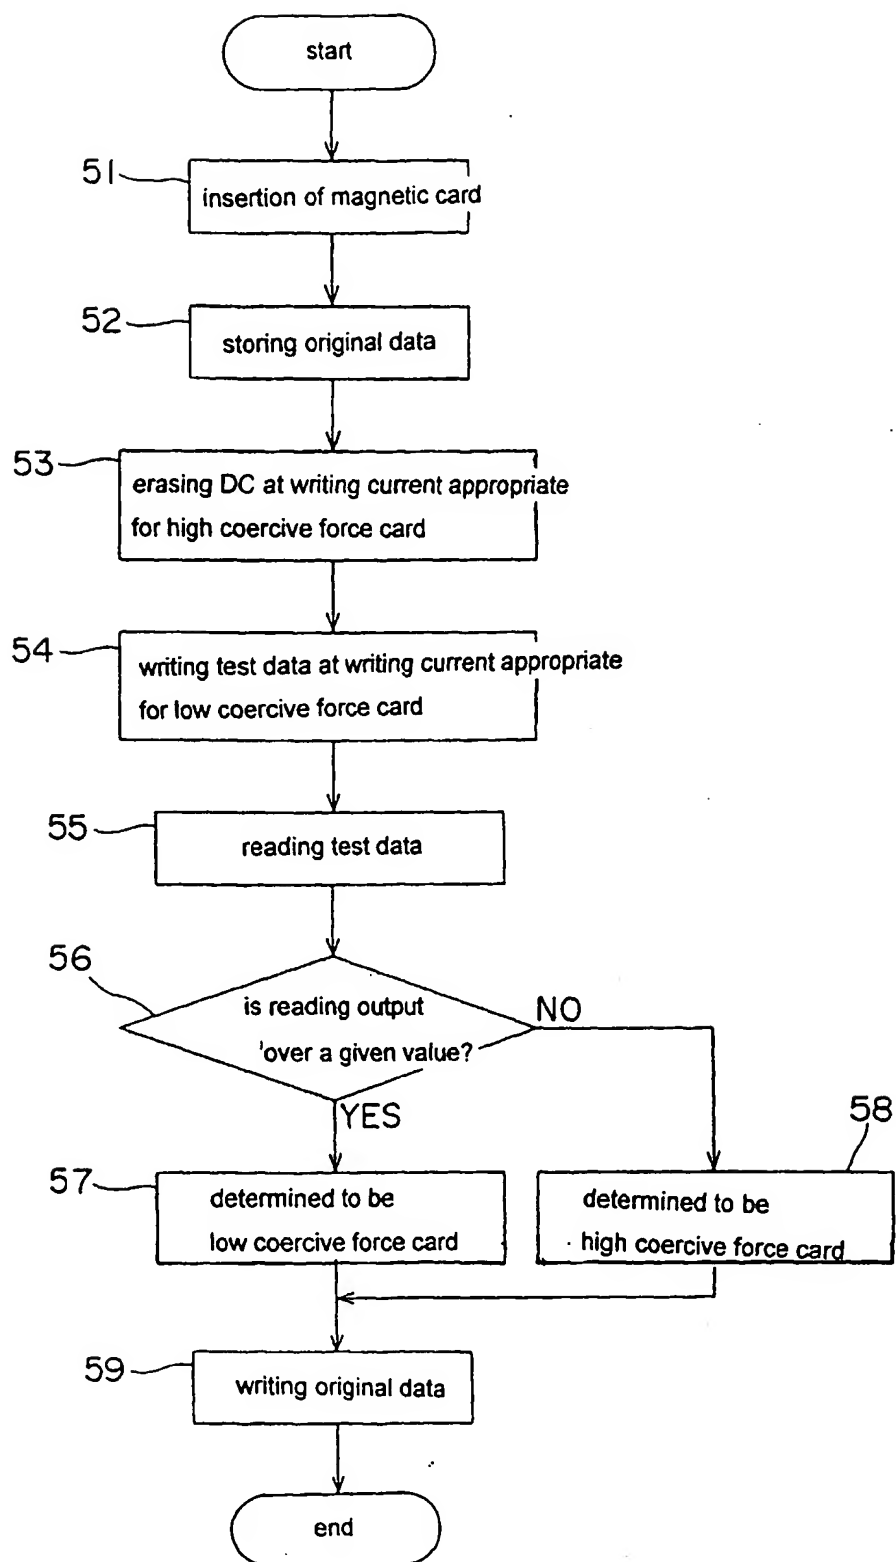 start
51
insertion of magnetic card
52
storing original data
53
erasing DC at writing current appropriate
for high coercive force card
54
writing test data at writing current appropriate
for low coercive force card
55
reading test data
56
is reading output
over a given value?
NO
YES
57
determined to be
low coercive force card
58
determined to be
high coercive force card
59
writing original data
end